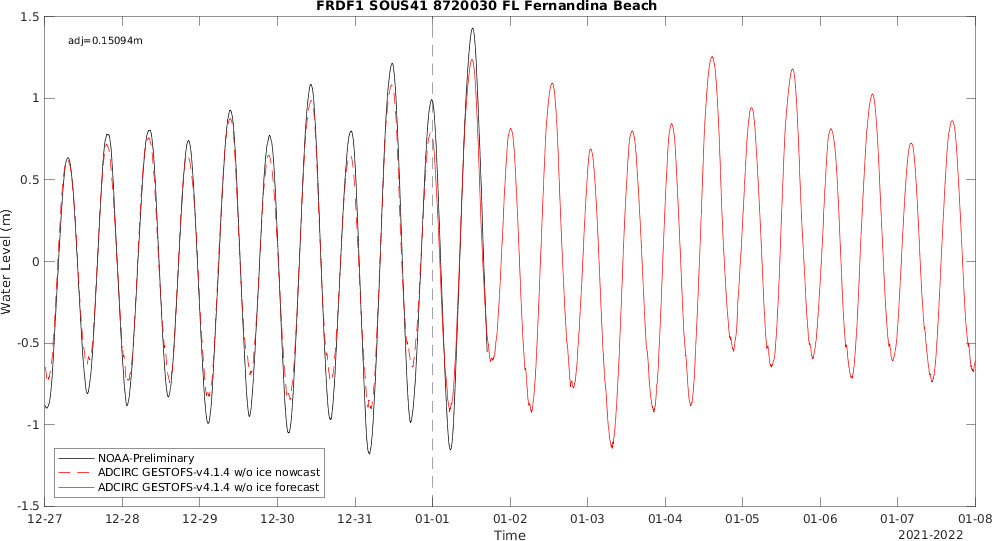 FRDF1 SOUS41 8720030 FL Fernandina Beach
adj=0.15094m
1.5
1
0.5
0
-0.5
-1
-1.5
Water Level (m)
NOAA-Preliminary
ADCIRC GESTOFS-v4.1.4 w/o ice nowcast
ADCIRC GESTOFS-v4.1.4 w/o ice forecast
12-27 12-28 12-29 12-30 12-31 01-01 01-02 01-03 01-04 01-05 01-06 01-07 01-08
Time
2021-2022